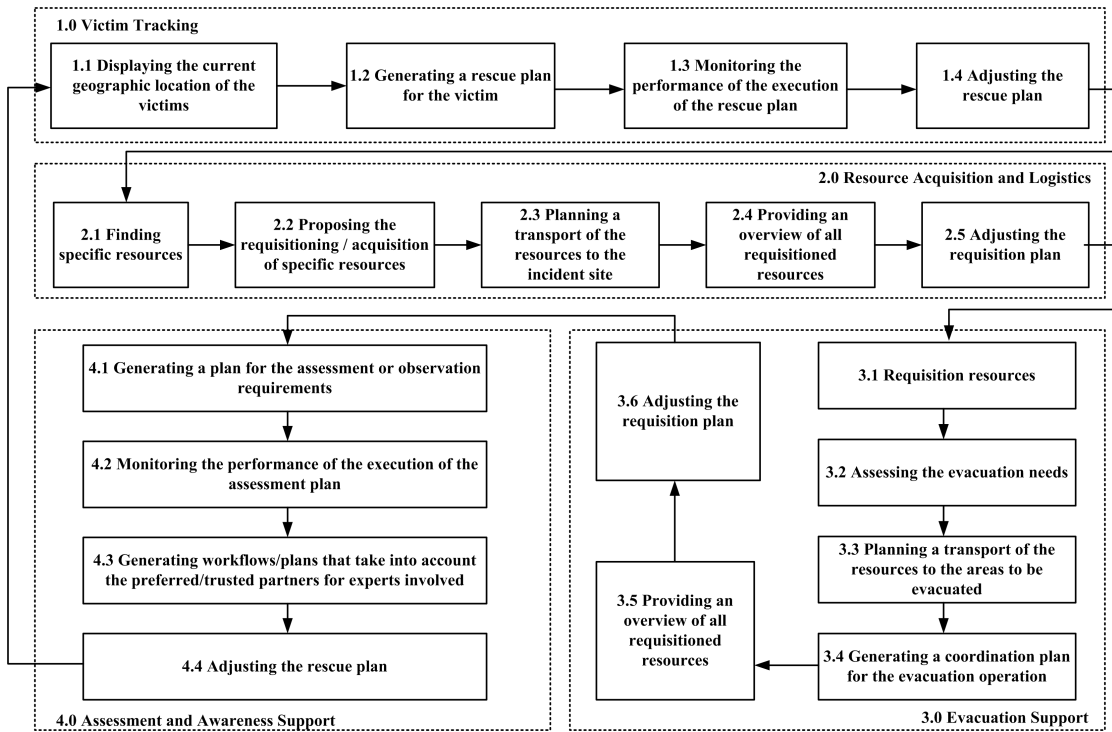 1.0 Victim Tracking
1.1 Displaying the current
geographic location of the
victims
1.2 Generating a rescue plan
for the victim
1.3 Monitoring the
performance of the execution
of the rescue plan
1.4 Adjusting the
rescue plan
2.0 Resource Acquisition and Logistics
2.1 Finding
specific resources
2.2 Proposing the
requisitioning / acquisition
of specific resources
2.3 Planning a
transport of the
resources to the
incident site
2.4 Providing an
overview of all
requisitioned
resources
2.5 Adjusting the
requisition plan
3.1 Requisition resources
3.2 Assessing the evacuation needs
3.3 Planning a transport of the
resources to the areas to be
evacuated
3.4 Generating a coordination plan
for the evacuation operation
3.5 Providing an
overview of all
requisitioned
resources
3.6 Adjusting the
requisition plan
3.0 Evacuation Support
4.1 Generating a plan for the assessment or observation
requirements
4.2 Monitoring the performance of the execution of the
assessment plan
4.3 Generating workflows/plans that take into account
the preferred/trusted partners for experts involved
4.4 Adjusting the rescue plan
4.0 Assessment and Awareness Support